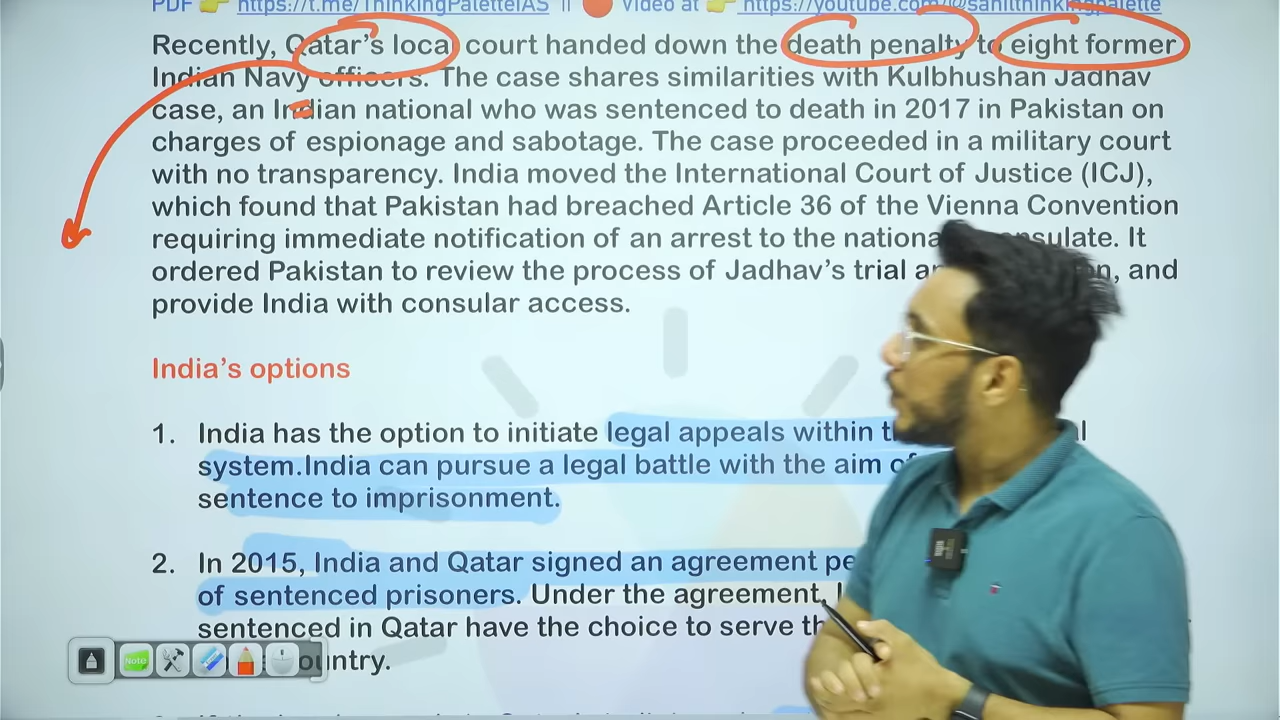 PDF 👉 https://t.me/ThinkingPaletteIAS || 🔴 Video at 👉 https://youtube.com/@sahilthinkingpalette
Recently, Qatar's local court handed down the death penalty to eight former
Indian Navy officers. The case shares similarities with Kulbhushan Jadhav
case, an Indian national who was sentenced to death in 2017 in Pakistan on
charges of espionage and sabotage. The case proceeded in a military court
with no transparency. India moved the International Court of Justice (ICJ),
which found that Pakistan had breached Article 36 of the Vienna Convention
requiring immediate notification of an arrest to the national consulate. It
ordered Pakistan to review the process of Jadhav's trial and, and
provide India with consular access.
India's options
1. India has the option to initiate legal appeals within
system.India can pursue a legal battle with the aim of
sentence to imprisonment.
2. In 2015, India and Qatar signed an agreement
of sentenced prisoners. Under the agreement,
sentenced in Qatar have the choice to serve
country.
Note